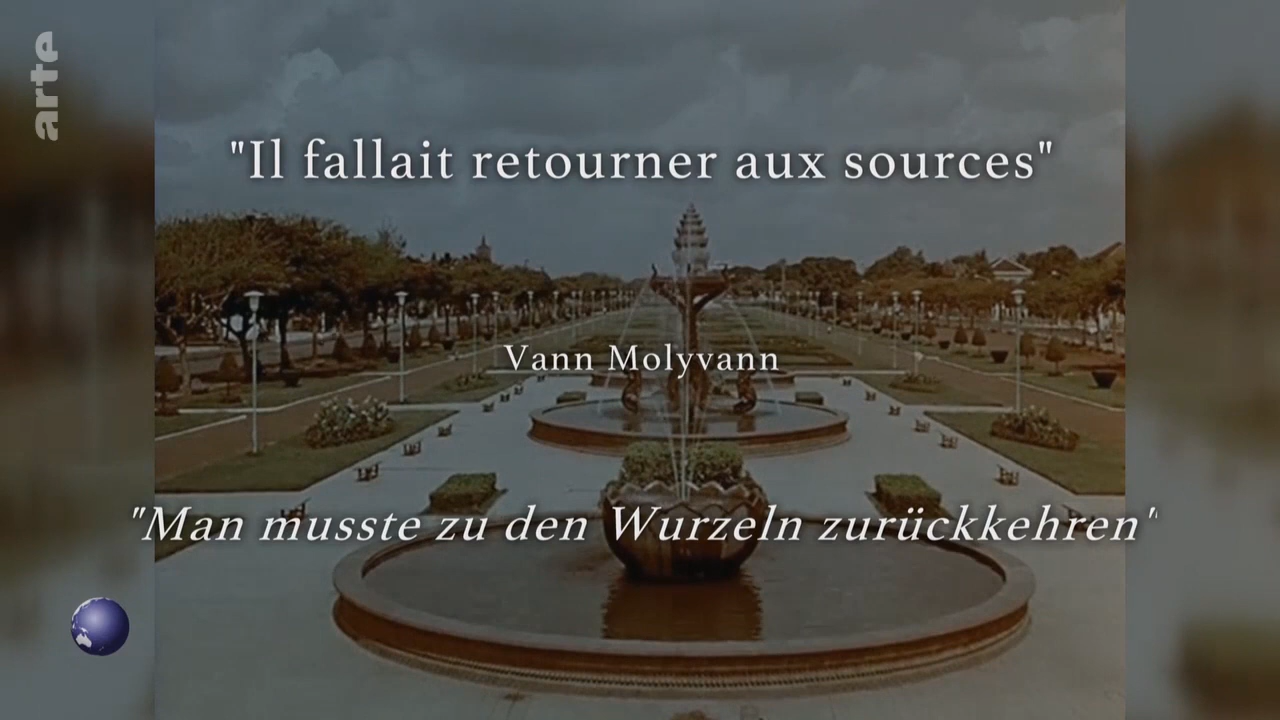 arte
"Il fallait retourner aux sources"
Vann Molyvann
"Man musste zu den Wurzeln zurückkehren"